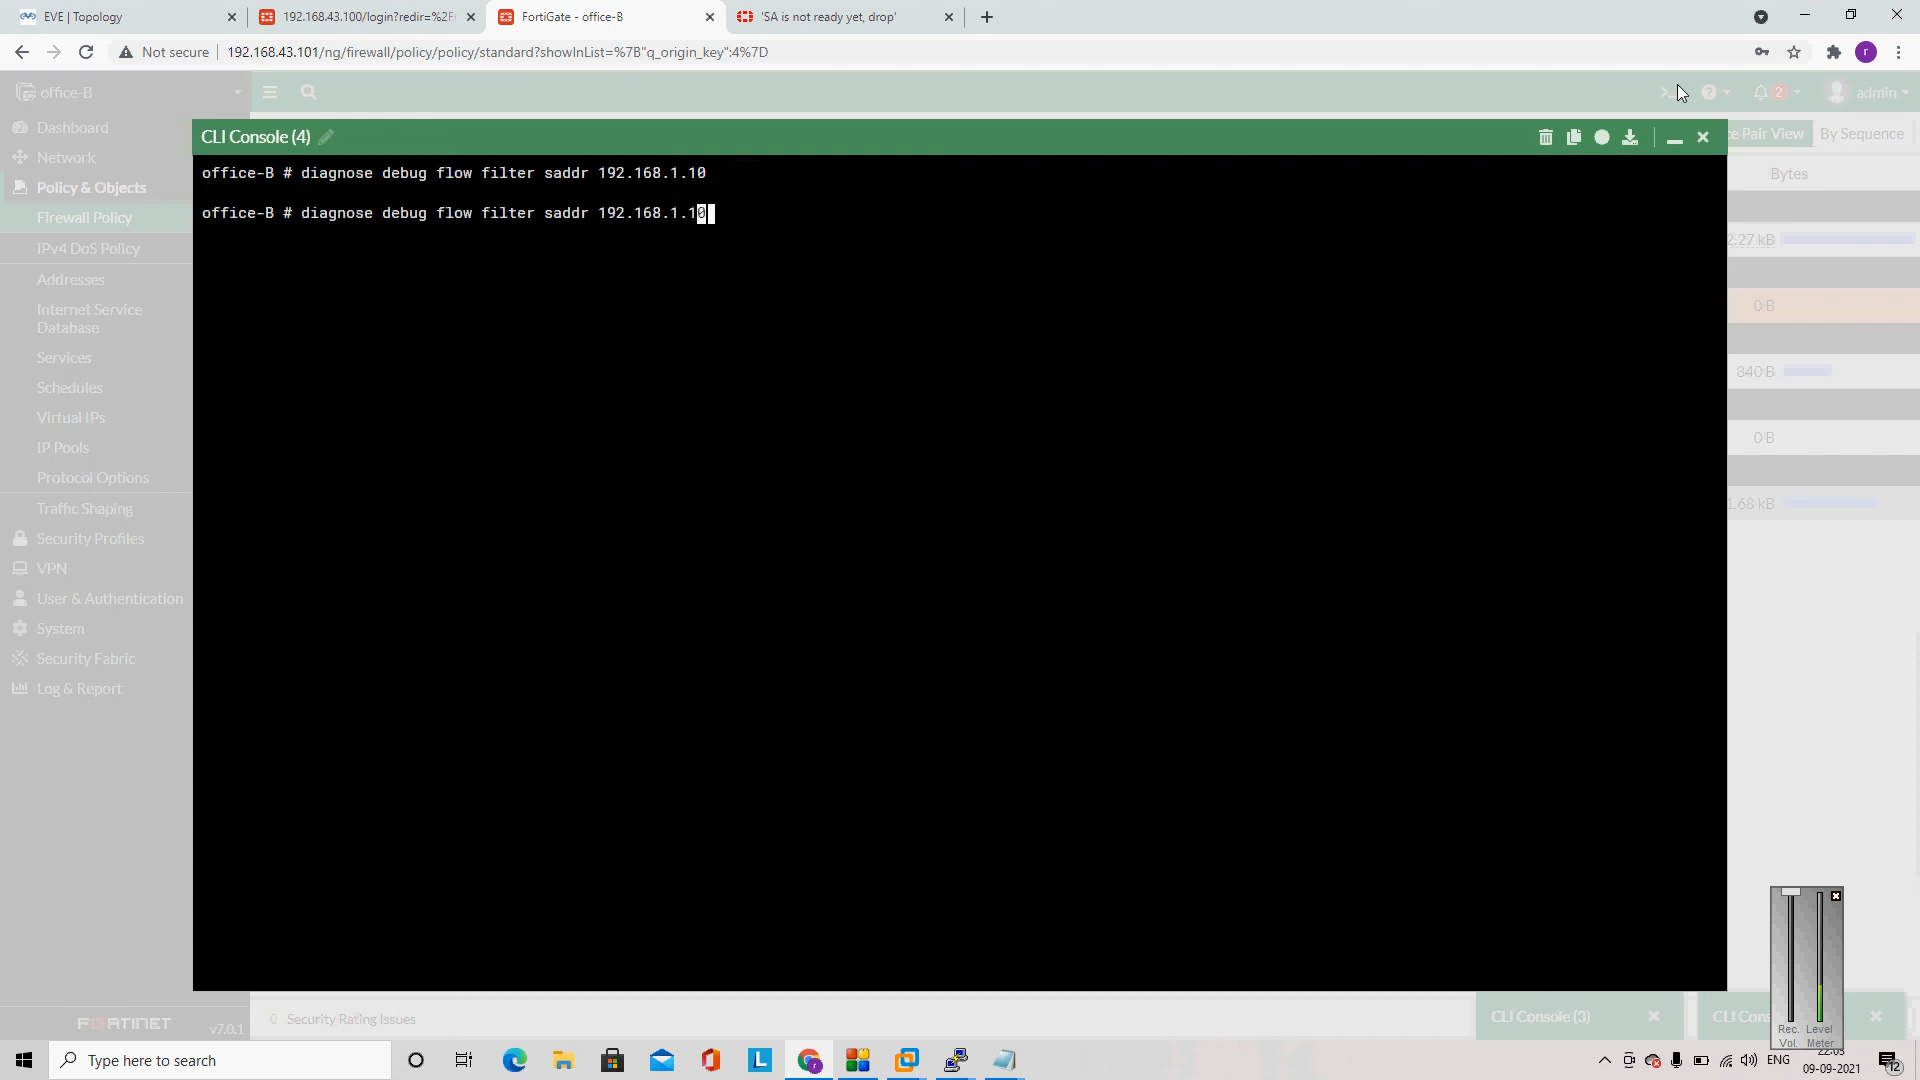 EVE | Topology
192.168.43.100/login?redir=%2F
FortiGate - office-B
'SA is not ready yet, drop'
Not secure
192.168.43.101/ng/firewall/policy/policy/standard?showInList=%7B"q_origin_key":4%7D
office-B
2
admin
Dashboard
Network
Policy & Objects
Firewall Policy
IPv4 DoS Policy
Addresses
Internet Service
Database
Services
Schedules
Virtual IPs
IP Pools
Protocol Options
Traffic Shaping
Security Profiles
VPN
User & Authentication
System
Security Fabric
Log & Report
FORTINET
v7.0.1
CLI Console (4)
office-B # diagnose debug flow filter saddr 192.168.1.10
office-B # diagnose debug flow filter saddr 192.168.1.10
Pair View
By Sequence
Bytes
2.27 kB
0 B
840 B
0 B
1.68 kB
0
Security Rating Issues
CLI Console (3)
CLI
Rec. Level
Vol. Meter
Type here to search
ENG
09-09-2021
12